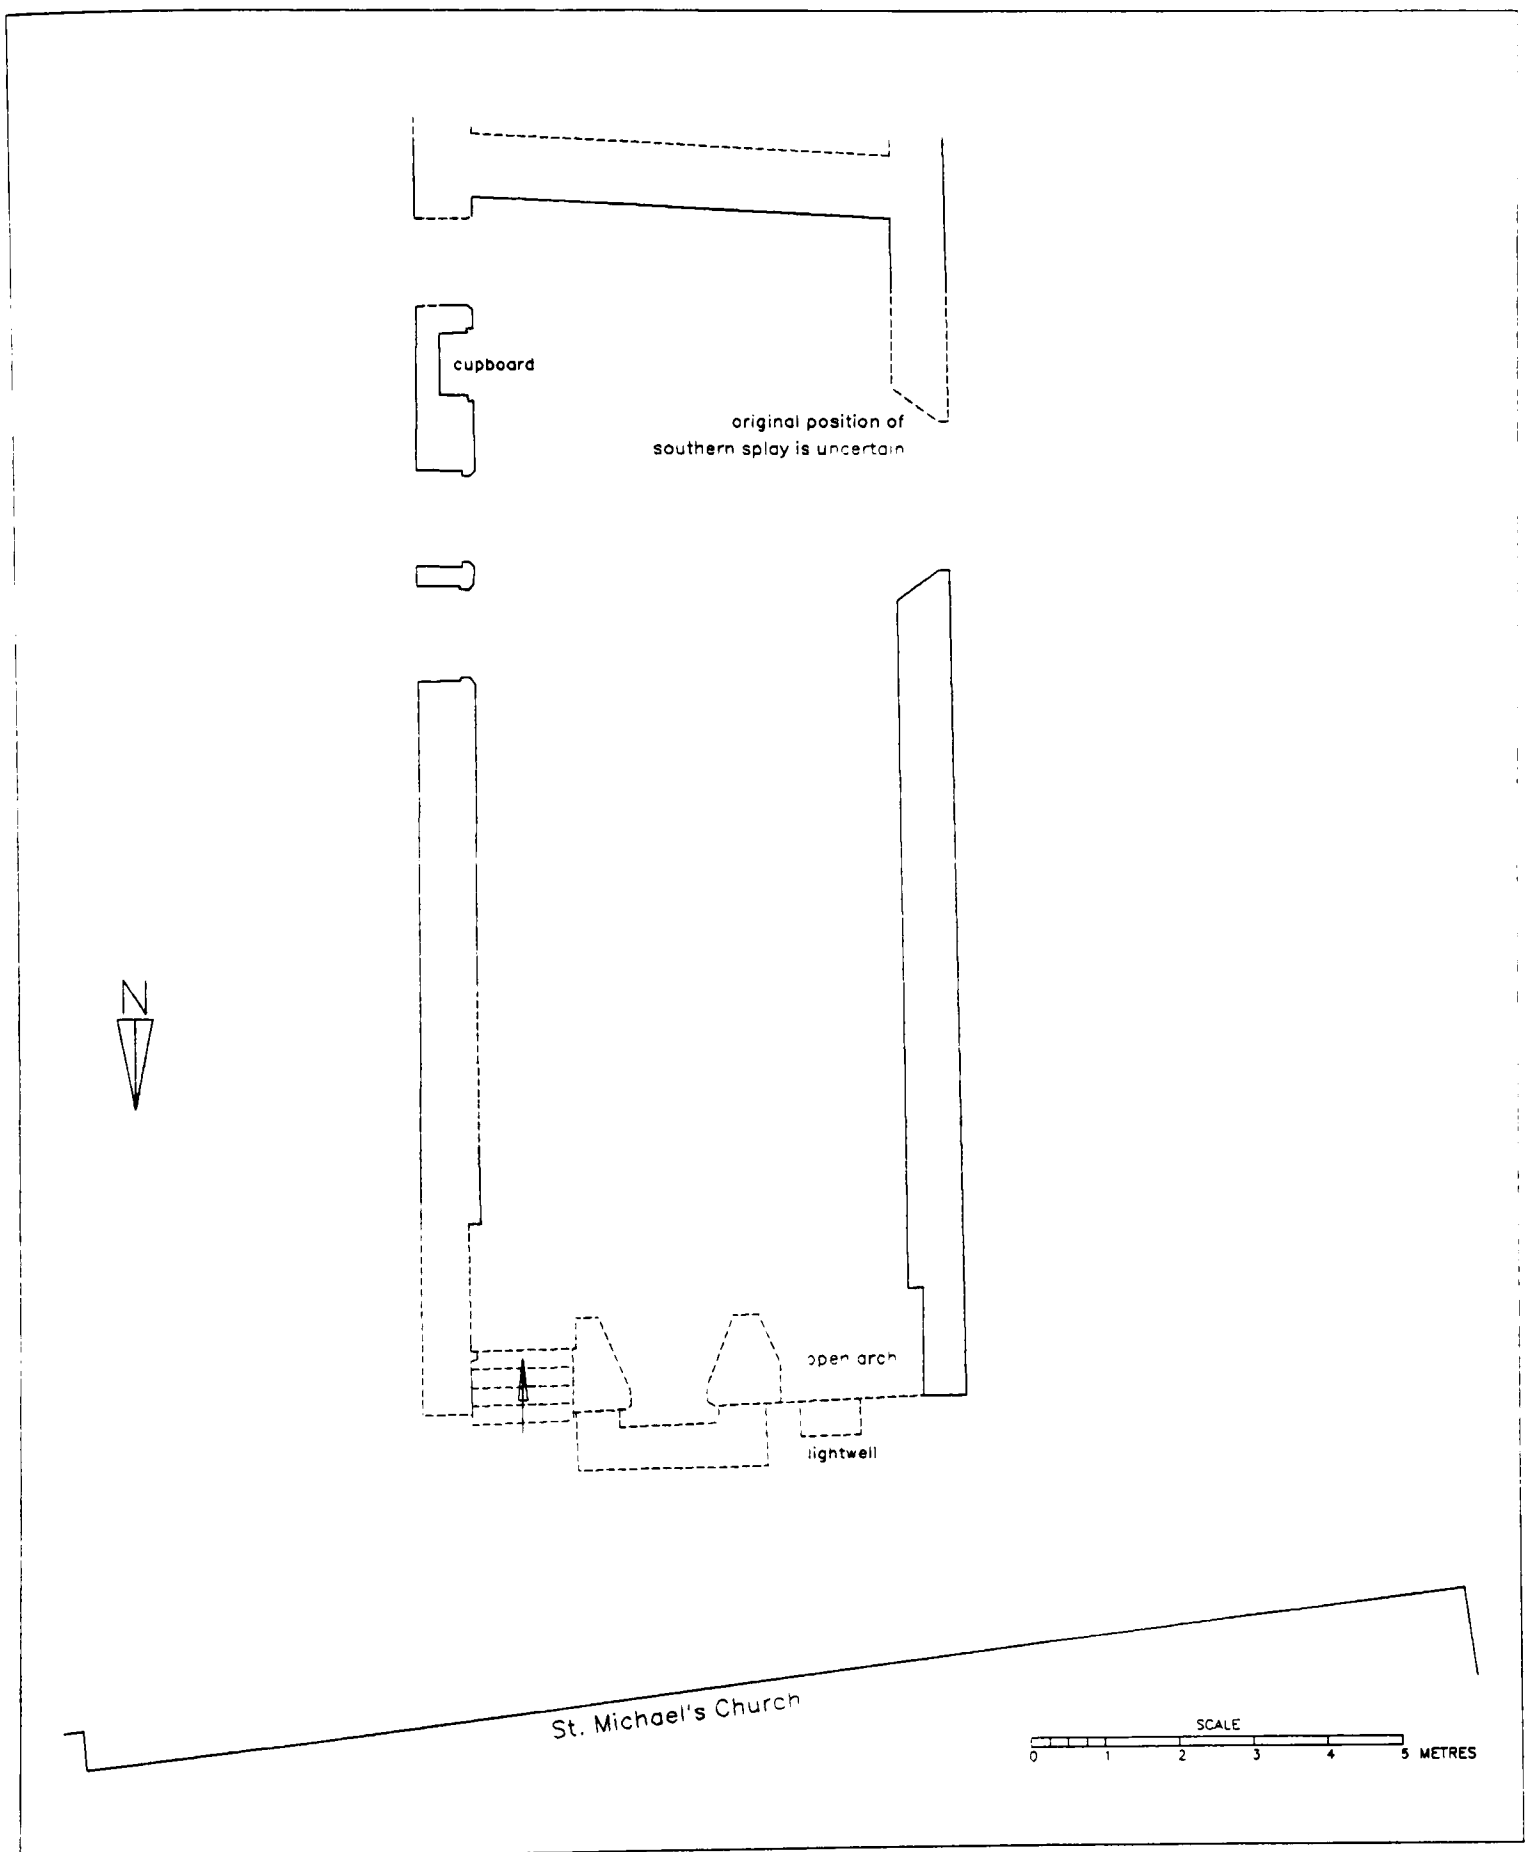 cupboard
original position of
southern splay is uncertain
N
open arch
lightwell
St. Michael's Church
SCALE
0 1 2 3 4 5 METRES